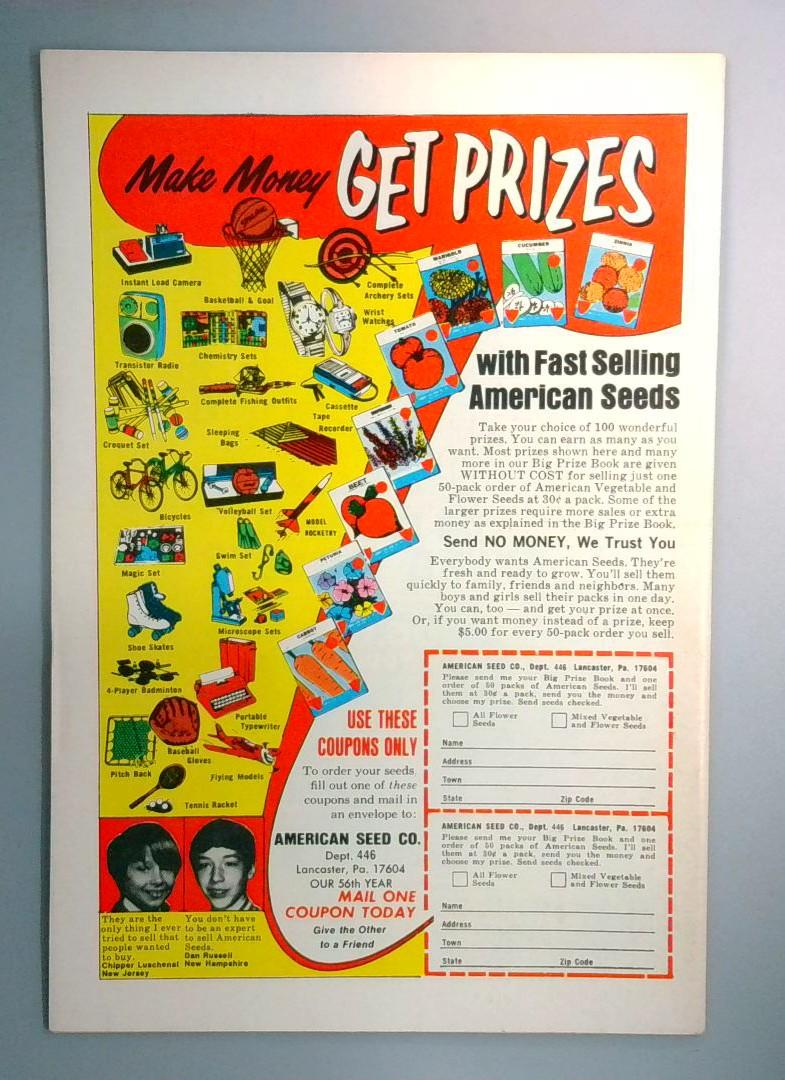 Make Money GET PRIZES
Instant Load Camera
Basketball & Goal
Complete
Archery Sets
Wrist
Watches
Transistor Radio
Chemistry Sets
Complete Fishing Outfits
Cassette
Tape
Recorder
Croquet Set
Sleeping
Bags
Bicycles
Volleyball Set
MODEL
ROCKETRY
Swim Set
Magic Set
Microscope Sets
Shoe Skates
4-Player Badminton
Portable
Typewriter
Baseball
Gloves
Pitch Back
Flying Models
Tennis Racket
MARIGOLD
CUCUMBER
ZINNIA
TOMATO
BEET
PETUNIA
CARROT
with Fast Selling
American Seeds
Take your choice of 100 wonderful
prizes. You can earn as many as you
want. Most prizes shown here and many
more in our Big Prize Book are given
WITHOUT COST for selling just one
50-pack order of American Vegetable and
Flower Seeds at 30¢ a pack. Some of the
larger prizes require more sales or extra
money as explained in the Big Prize Book.
Send NO MONEY, We Trust You
Everybody wants American Seeds. They're
fresh and ready to grow. You'll sell them
quickly to family, friends and neighbors. Many
boys and girls sell their packs in one day.
You can, too — and get your prize at once.
Or, if you want money instead of a prize, keep
$5.00 for every 50-pack order you sell.
USE THESE
COUPONS ONLY
To order your seeds,
fill out one of these
coupons and mail in
an envelope to:
AMERICAN SEED CO.
Dept. 446
Lancaster, Pa. 17604
OUR 56th YEAR
MAIL ONE
COUPON TODAY
Give the Other
to a Friend
AMERICAN SEED CO., Dept. 446 Lancaster, Pa. 17604
Please send me your Big Prize Book and one
order of 50 packs of American Seeds. I'll sell
them at 30¢ a pack, send you the money and
choose my prize. Send seeds checked.
All Flower
Seeds
Mixed Vegetable
and Flower Seeds
Name
Address
Town
State Zip Code
AMERICAN SEED CO., Dept. 446 Lancaster, Pa. 17604
Please send me your Big Prize Book and one
order of 50 packs of American Seeds. I'll sell
them at 30¢ a pack, send you the money and
choose my prize. Send seeds checked.
All Flower
Seeds
Mixed Vegetable
and Flower Seeds
Name
Address
Town
State Zip Code
They are the
only thing I ever
tried to sell that
people wanted
to buy.
Chipper Luschenat
New Jersey
You don't have
to be an expert
to sell American
Seeds.
Dan Russell
New Hampshire